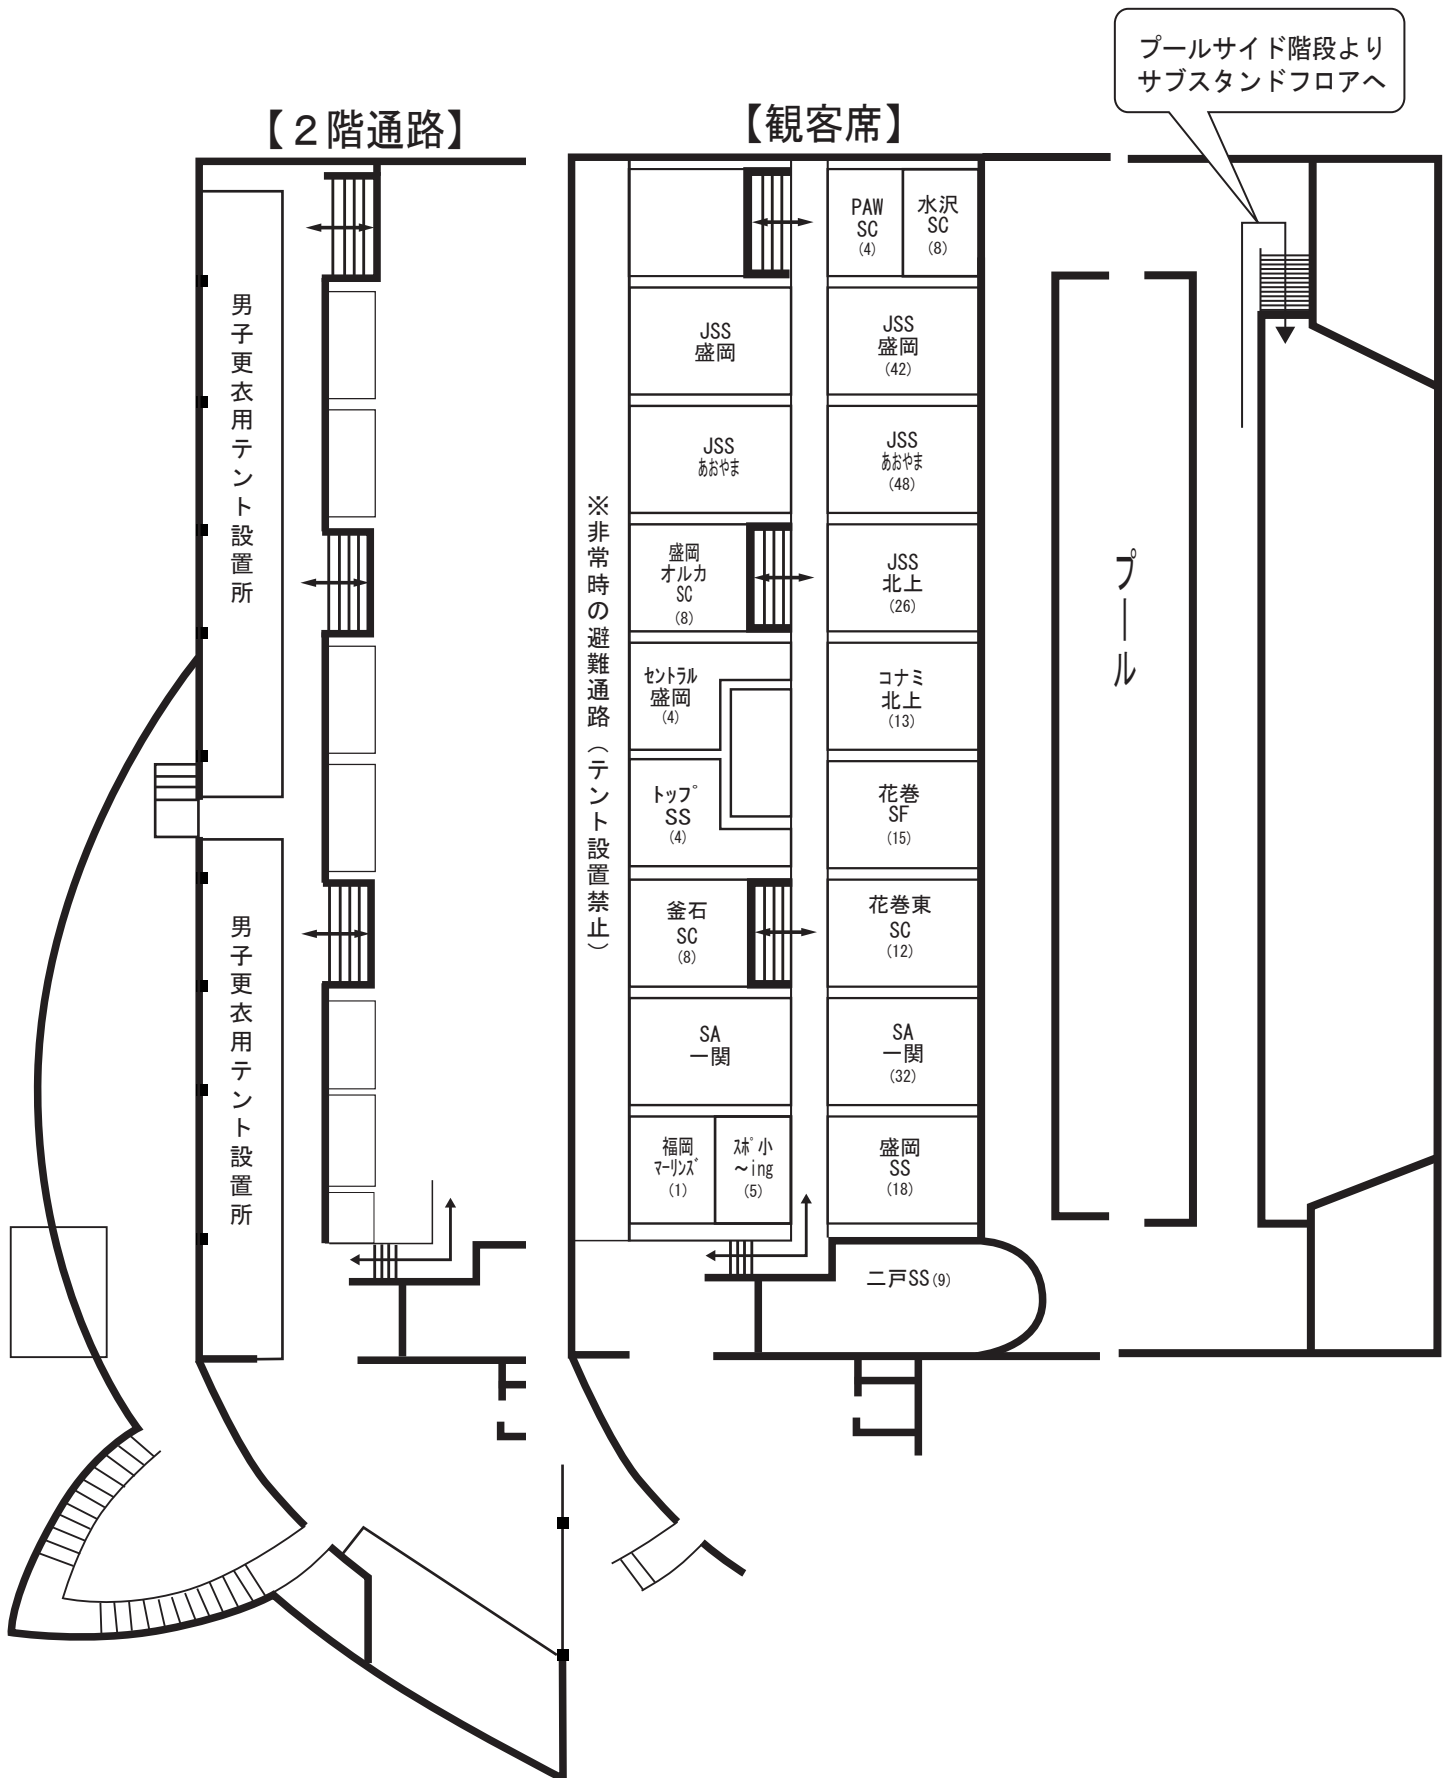 プールサイド階段より
サブスタンドフロアへ
【２階通路】
【観客席】
男子更衣用テント設置所
男子更衣用テント設置所
※非常時の避難通路（テント設置禁止）
PAW
SC
(4)
水沢
SC
(8)
JSS
盛岡
JSS
盛岡
(42)
JSS
あおやま
JSS
あおやま
(48)
盛岡
オルカ
SC
(8)
JSS
北上
(26)
セントラル
盛岡
(4)
コナミ
北上
(13)
トップ
SS
(4)
花巻
SF
(15)
釜石
SC
(8)
花巻東
SC
(12)
SA
一関
SA
一関
(32)
福岡
マーリンズ
(1)
スポ小
～ing
(5)
盛岡
SS
(18)
二戸SS(9)
プール